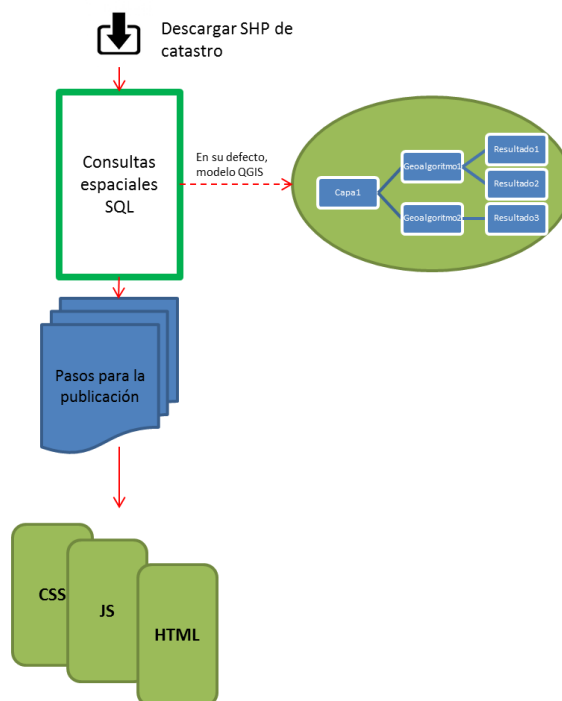 Descargar SHP de
catastro
Consultas
espaciales
SQL
En su defecto,
modelo QGIS
Capa1
Geoalgoritmo1
Geoalgoritmo2
Resultado1
Resultado2
Resultado3
Pasos para la
publicación
CSS
JS
HTML